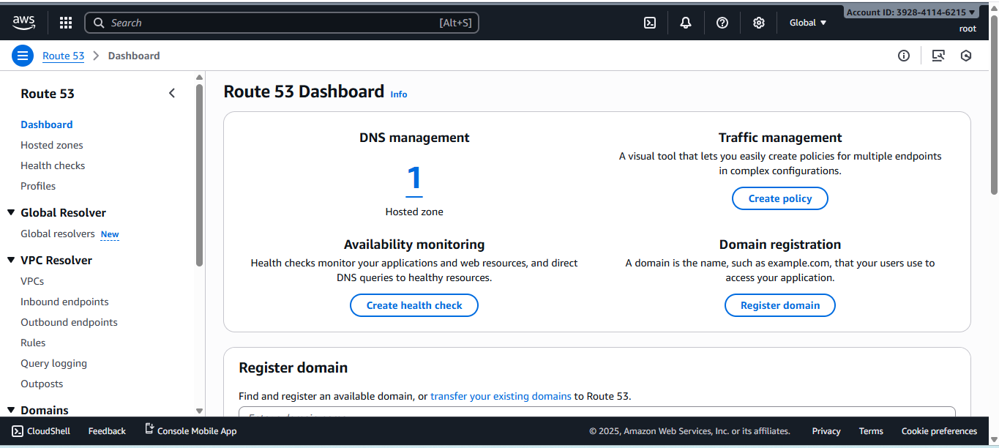 aws
Search [Alt+S]
Global
Account ID: 3928-4114-6215
root
Route 53 Dashboard
Route 53
Dashboard
Hosted zones
Health checks
Profiles
Global Resolver
Global resolvers New
VPC Resolver
VPCs
Inbound endpoints
Outbound endpoints
Rules
Query logging
Outposts
Domains
Route 53 Dashboard Info
DNS management
1
Hosted zone
Traffic management
A visual tool that lets you easily create policies for multiple endpoints
in complex configurations.
Create policy
Availability monitoring
Health checks monitor your applications and web resources, and direct
DNS queries to healthy resources.
Create health check
Domain registration
A domain is the name, such as example.com, that your users use to
access your application.
Register domain
Register domain
Find and register an available domain, or transfer your existing domains to Route 53.
CloudShell Feedback Console Mobile App © 2025, Amazon Web Services, Inc. or its affiliates. Privacy Terms Cookie preferences